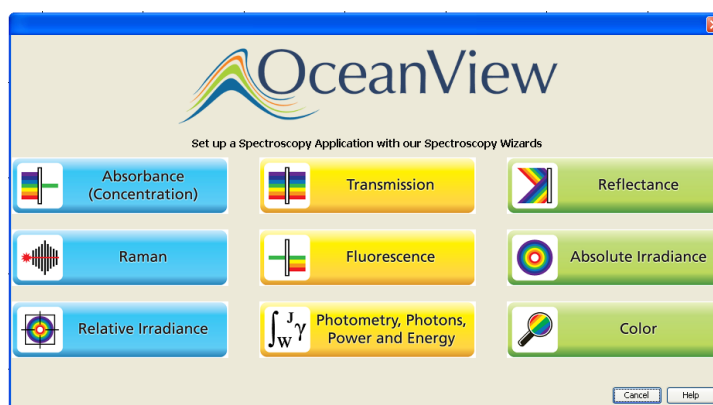 OceanView
Set up a Spectroscopy Application with our Spectroscopy Wizards
Absorbance
(Concentration)
Transmission
Reflectance
Raman
Fluorescence
Absolute Irradiance
Relative Irradiance
∫ J W γ
Photometry, Photons,
Power and Energy
Color
Cancel
Help